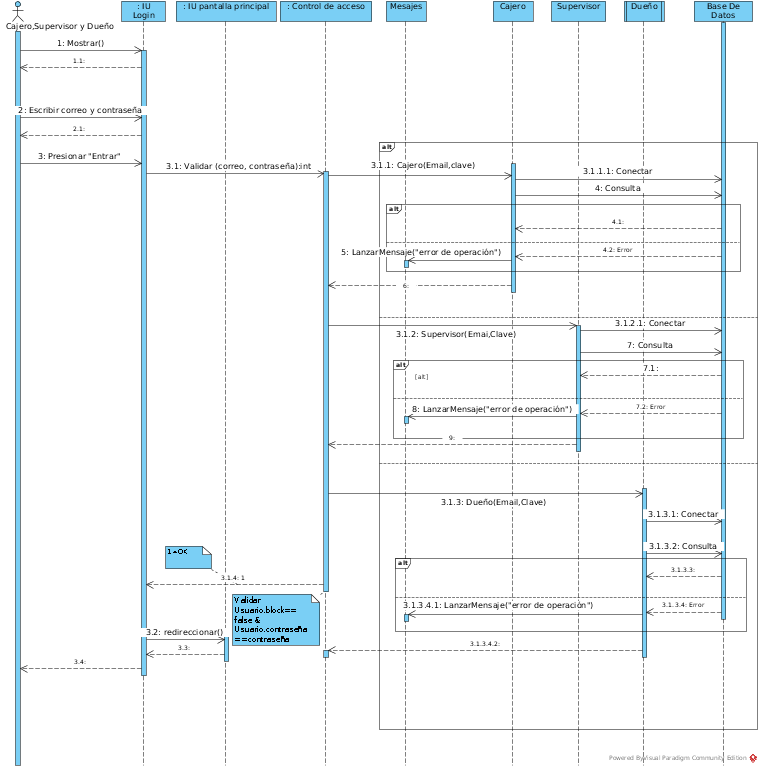 Cajero,Supervisor y Dueño
: IU
Login
: IU pantalla principal
: Control de acceso
Mesajes
Cajero
Supervisor
Dueño
Base De
Datos
1: Mostrar()
1.1:
2: Escribir correo y contraseña
2.1:
3: Presionar "Entrar"
3.1: Validar (correo, contraseña):int
alt
3.1.1: Cajero(Email,clave)
3.1.1.1: Conectar
4: Consulta
alt
4.1:
4.2: Error
5: LanzarMensaje("error de operación")
6:
3.1.2: Supervisor(Emai,Clave)
3.1.2.1: Conectar
7: Consulta
alt
[alt]
7.1:
7.2: Error
8: LanzarMensaje("error de operación")
9:
3.1.3: Dueño(Email,Clave)
3.1.3.1: Conectar
3.1.3.2: Consulta
alt
3.1.3.3:
3.1.3.4: Error
3.1.3.4.1: LanzarMensaje("error de operación")
1=OK
3.1.4: 1
Validar
Usuario.block==
false &
Usuario.contraseña
==contraseña
3.2: redireccionar()
3.3:
3.1.3.4.2:
3.4:
Powered By Visual Paradigm Community Edition